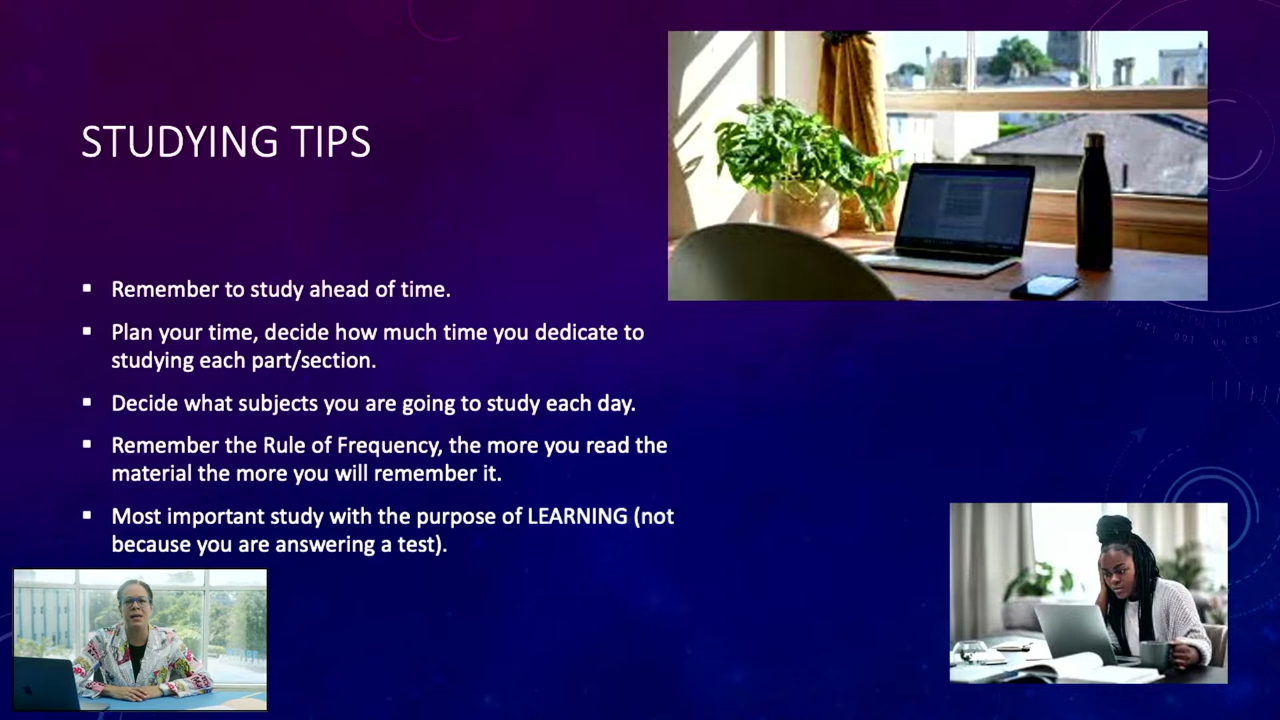 STUDYING TIPS
▪ Remember to study ahead of time.
▪ Plan your time, decide how much time you dedicate to
studying each part/section.
▪ Decide what subjects you are going to study each day.
▪ Remember the Rule of Frequency, the more you read the
material the more you will remember it.
▪ Most important study with the purpose of LEARNING (not
because you are answering a test).